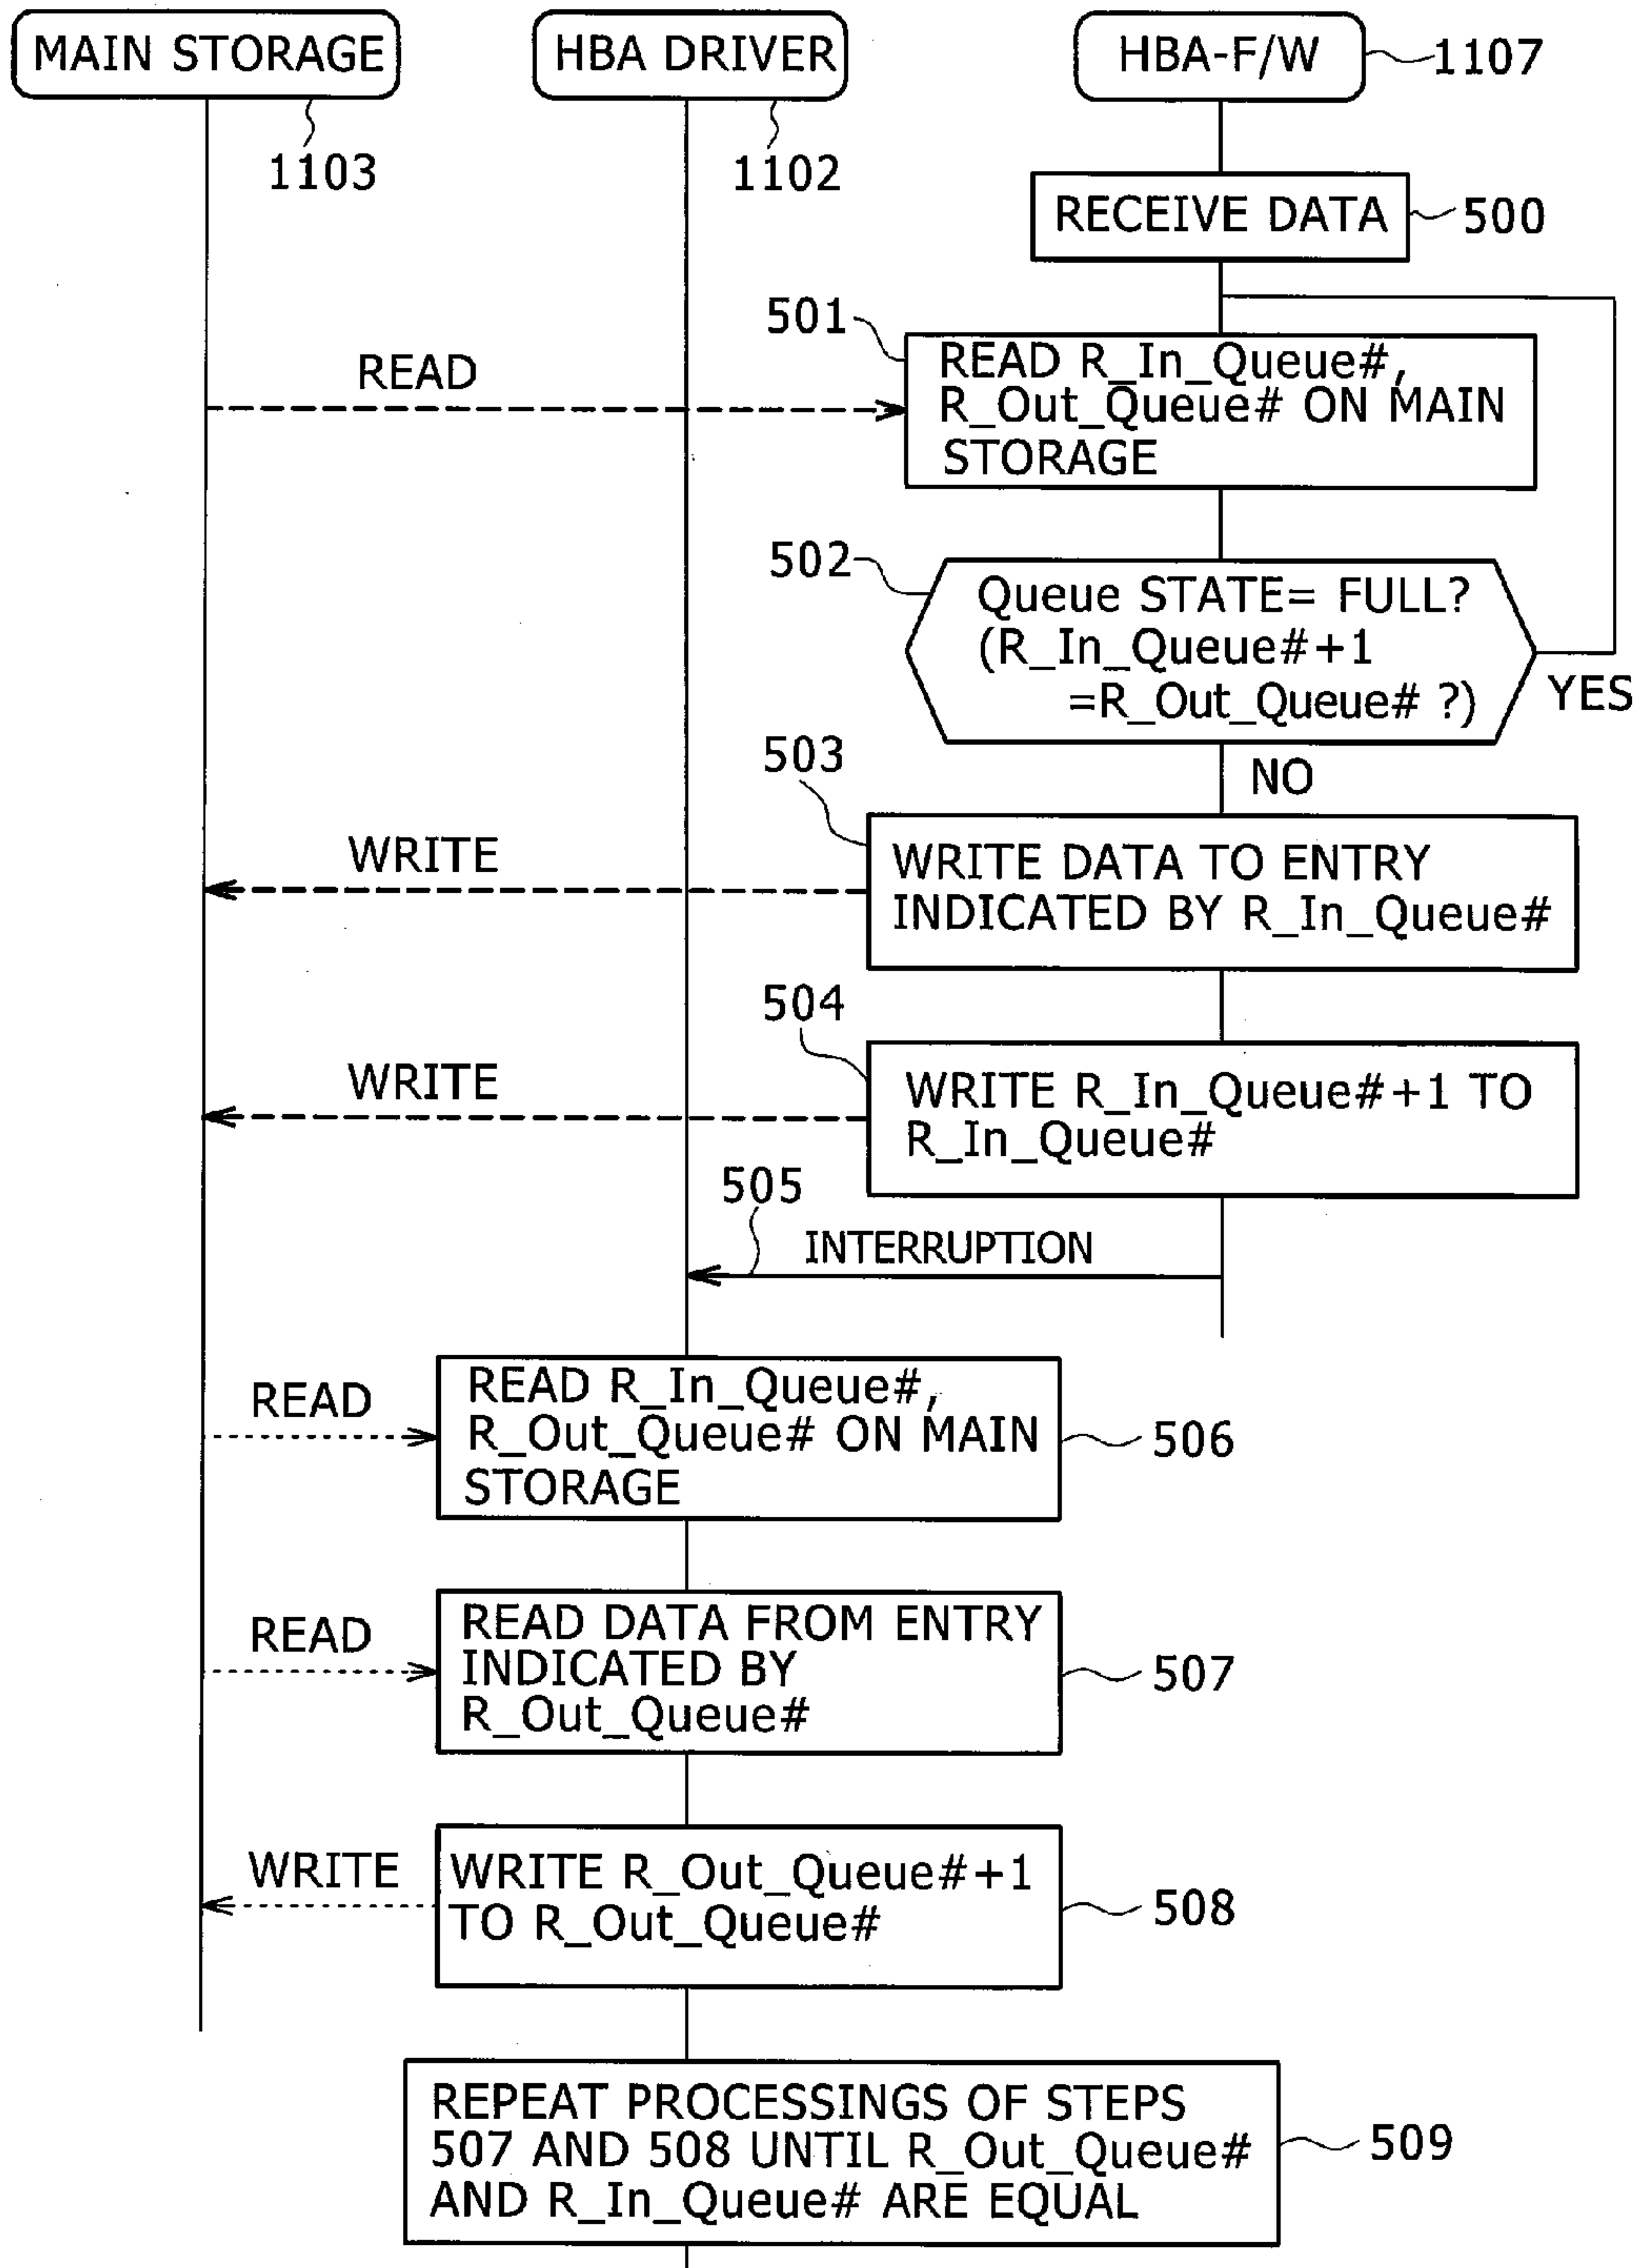 MAIN STORAGE
HBA DRIVER
HBA-F/W
1107
1103
1102
RECEIVE DATA
500
501
READ
READ R_In_Queue#,
R_Out_Queue# ON MAIN
STORAGE
502
Queue STATE= FULL?
(R_In_Queue#+1
=R_Out_Queue# ?)
YES
NO
503
WRITE
WRITE DATA TO ENTRY
INDICATED BY R_In_Queue#
504
WRITE
WRITE R_In_Queue#+1 TO
R_In_Queue#
505
INTERRUPTION
READ
READ R_In_Queue#,
R_Out_Queue# ON MAIN
STORAGE
506
READ
READ DATA FROM ENTRY
INDICATED BY
R_Out_Queue#
507
WRITE
WRITE R_Out_Queue#+1
TO R_Out_Queue#
508
REPEAT PROCESSINGS OF STEPS
507 AND 508 UNTIL R_Out_Queue#
AND R_In_Queue# ARE EQUAL
509